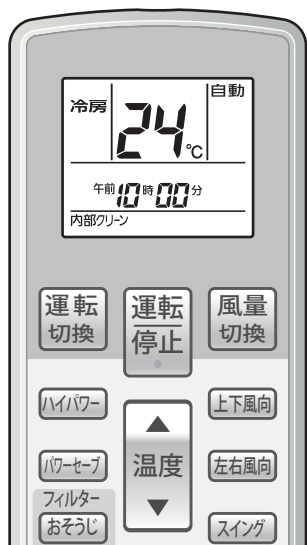 冷房 24℃ 自動
午前10時00分
内部クリーン
運転切換 運転停止 風量切換
ハイパワー 上下風向
パワーセーブ 温度 左右風向
フィルター
おそうじ スイング